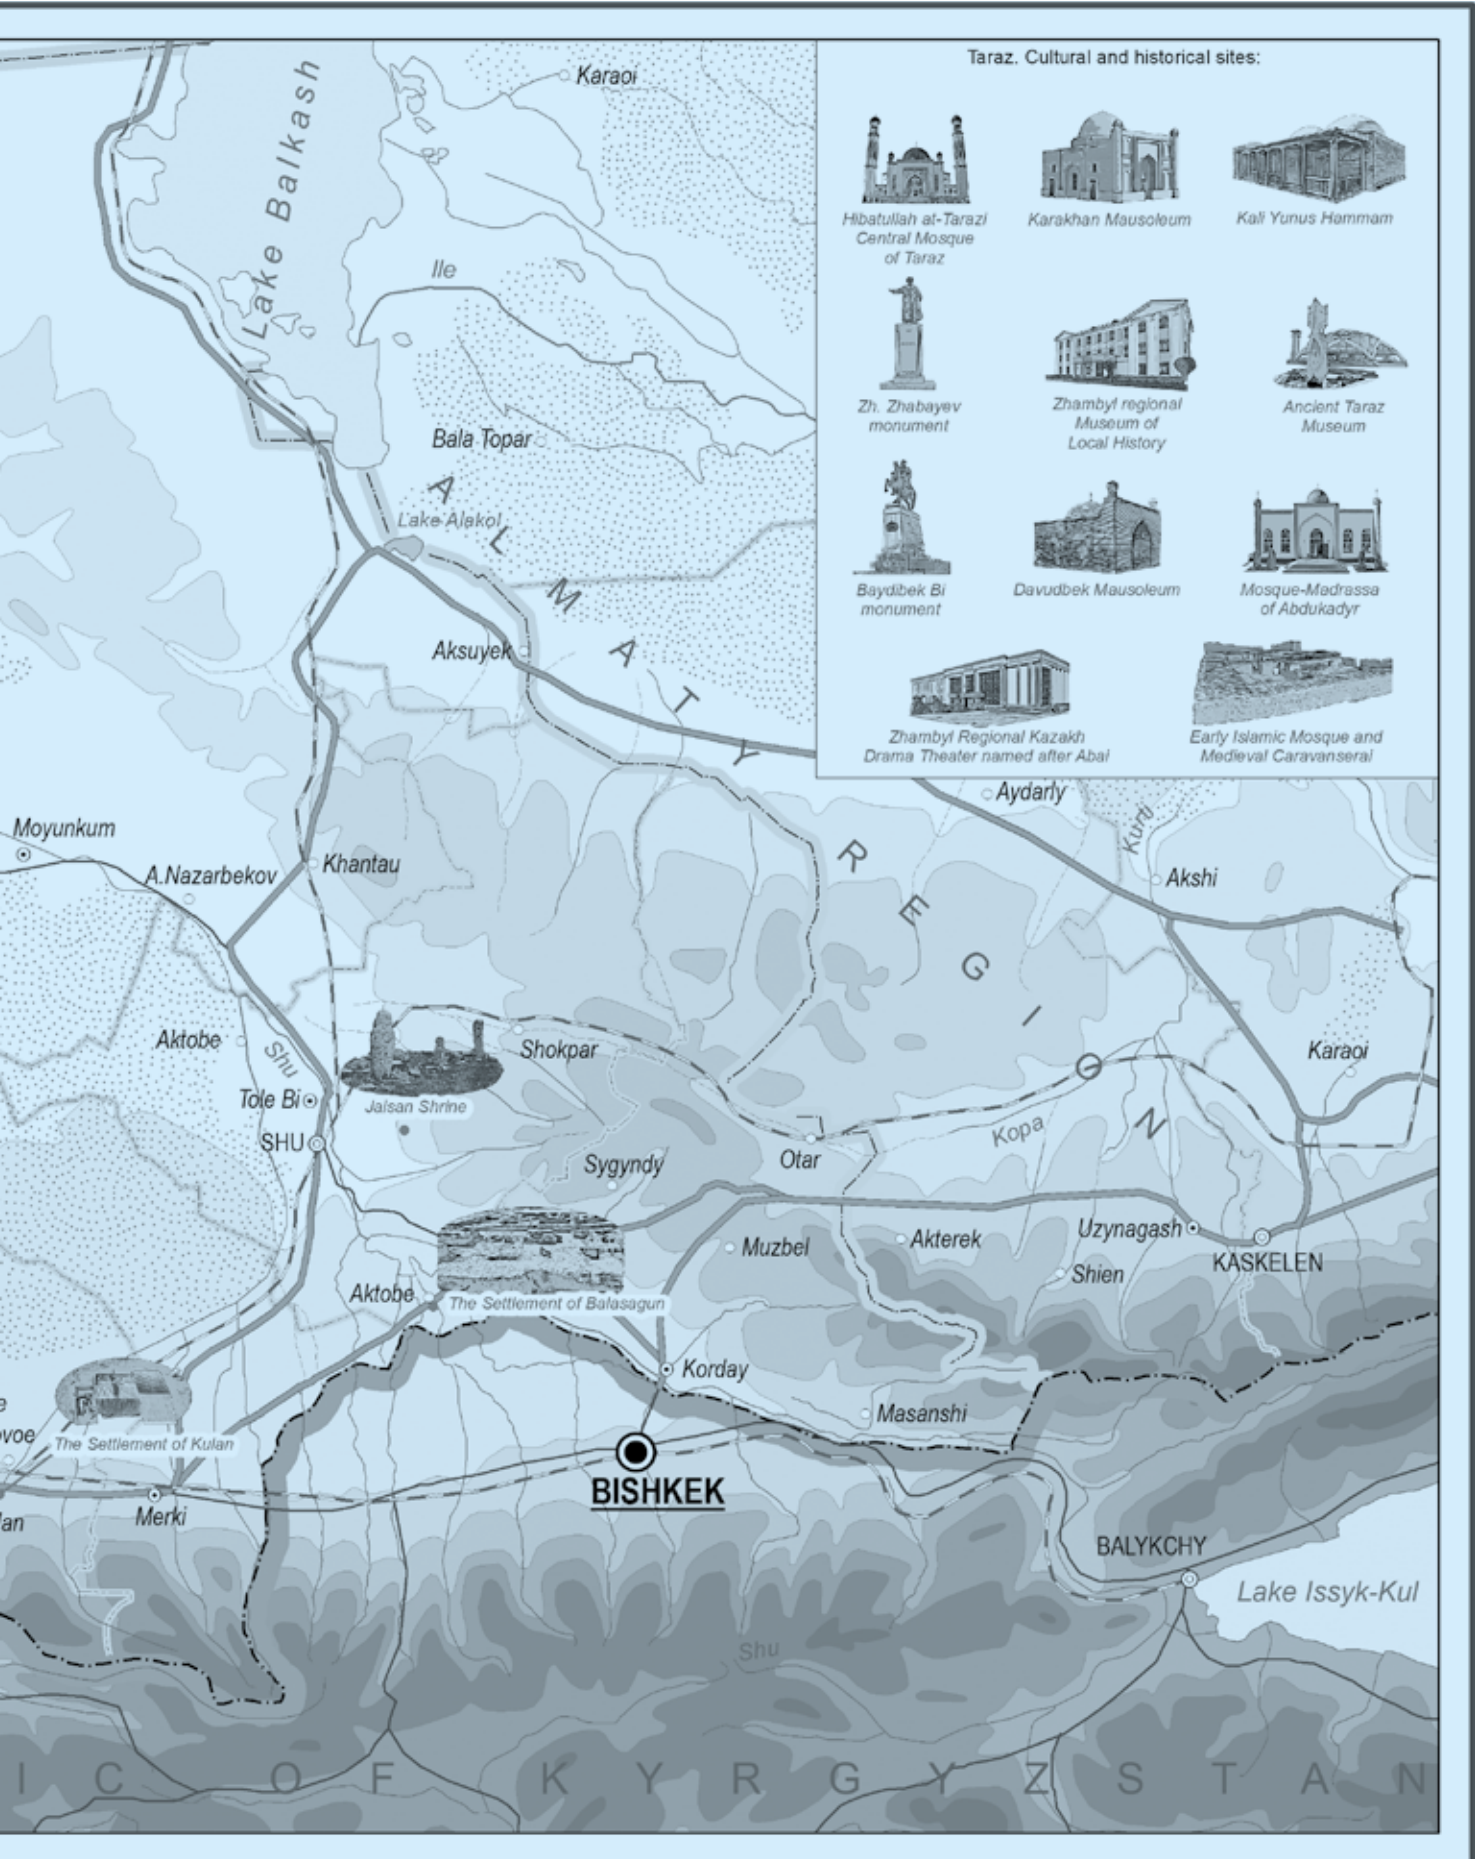 Taraz. Cultural and historical sites:
Hibatullah at-Tarazi
Central Mosque
of Taraz
Karakhan Mausoleum
Kali Yunus Hammam
Zh. Zhabayev
monument
Zhambyl regional
Museum of
Local History
Ancient Taraz
Museum
Baydibek Bi
monument
Davudbek Mausoleum
Mosque-Madrassa
of Abdukadyr
Zhambyl Regional Kazakh
Drama Theater named after Abai
Early Islamic Mosque and
Medieval Caravanserai
Karaoi
Lake Balkash
Ile
Bala Topar
Lake Alakol
ALMATY REGION
Aksuyek
Aydarly
Kurti
Moyunkum
Khantau
A.Nazarbekov
Akshi
Aktobe
Shu
Shokpar
Karaoi
Tole Bi
Jaisan Shrine
Kopa
SHU
Sygyndy
Otar
Muzbel
Akterek
Uzynagash
KASKELEN
Shien
Aktobe
The Settlement of Balasagun
Korday
Masanshi
e
ovoe
The Settlement of Kulan
BISHKEK
lan
Merki
BALYKCHY
Lake Issyk-Kul
Shu
IC OF KYRGYZSTAN